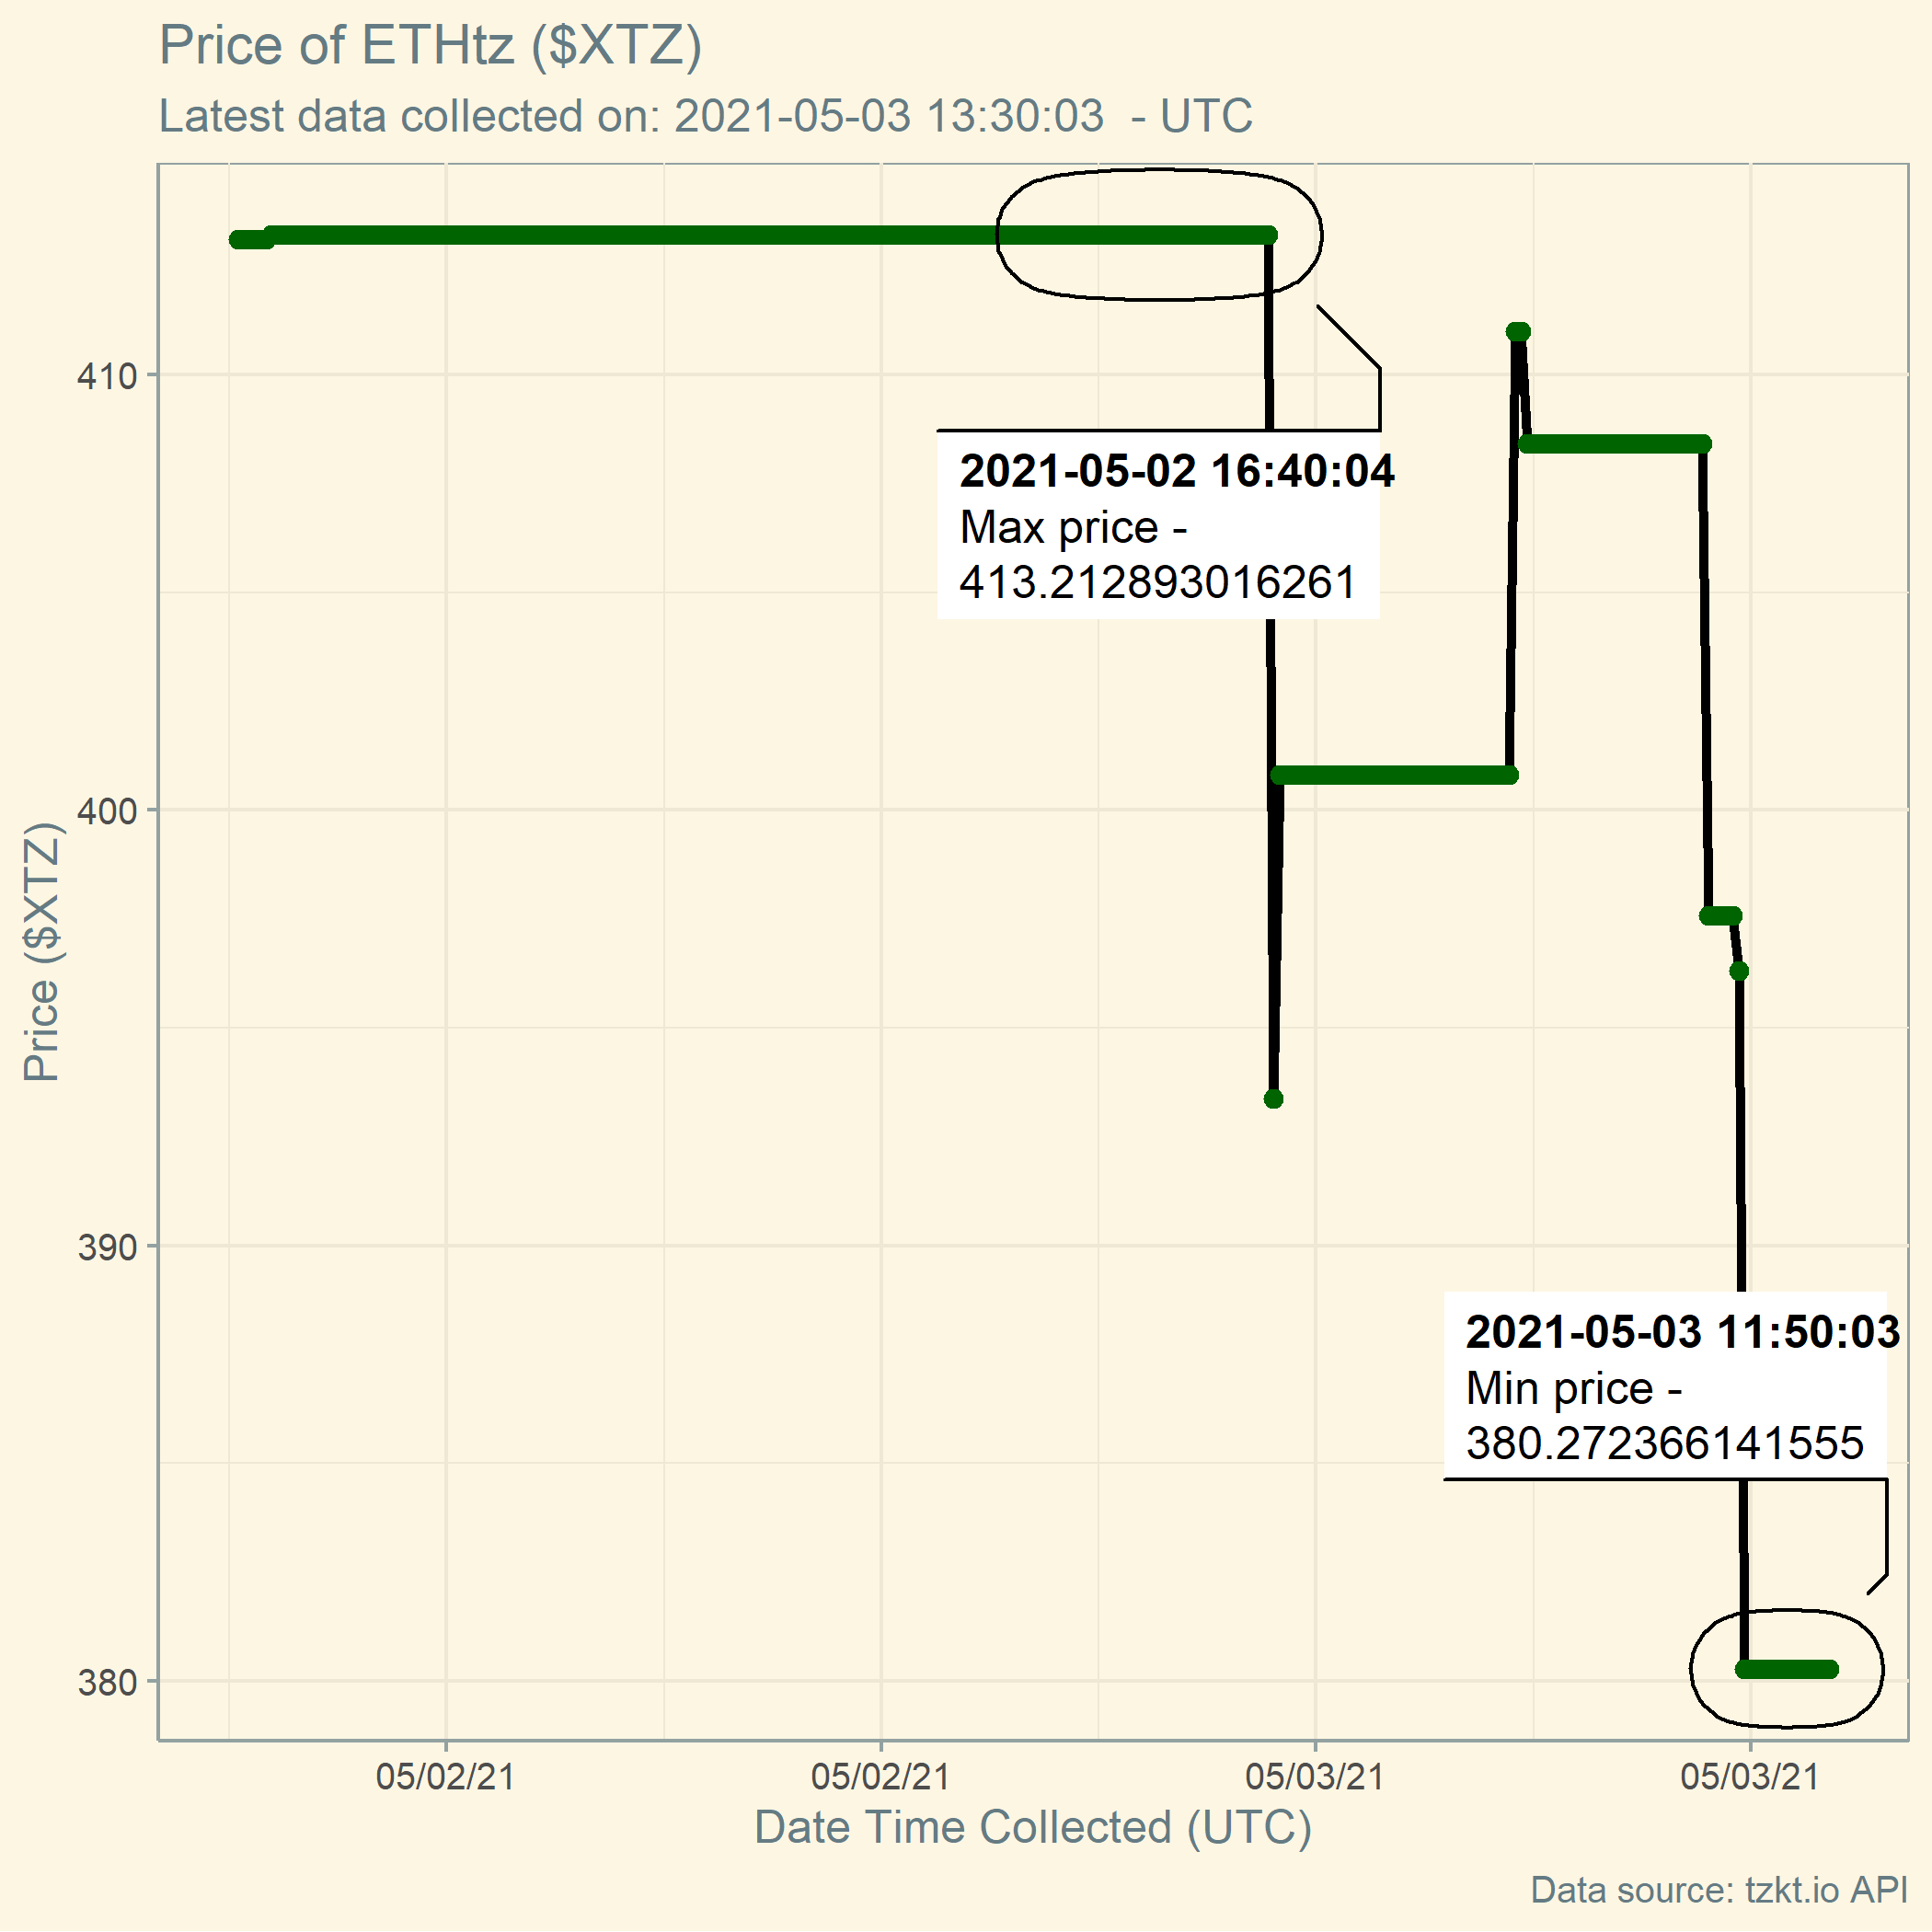 Price of ETHtz ($XTZ)
Latest data collected on: 2021-05-03 13:30:03  - UTC
Price ($XTZ)
410
400
390
380
2021-05-02 16:40:04
Max price -
413.212893016261
2021-05-03 11:50:03
Min price -
380.272366141555
05/02/21
05/02/21
05/03/21
05/03/21
Date Time Collected (UTC)
Data source: tzkt.io API